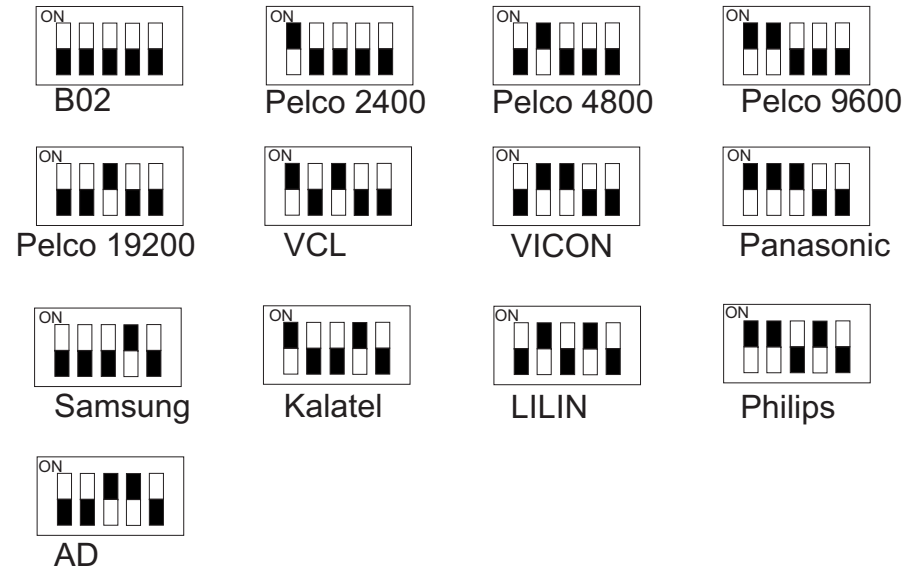 ON ON ON ON
B02 Pelco 2400 Pelco 4800 Pelco 9600
ON ON ON ON
Pelco 19200 VCL VICON Panasonic
ON ON ON ON
Samsung Kalatel LILIN Philips
ON
AD